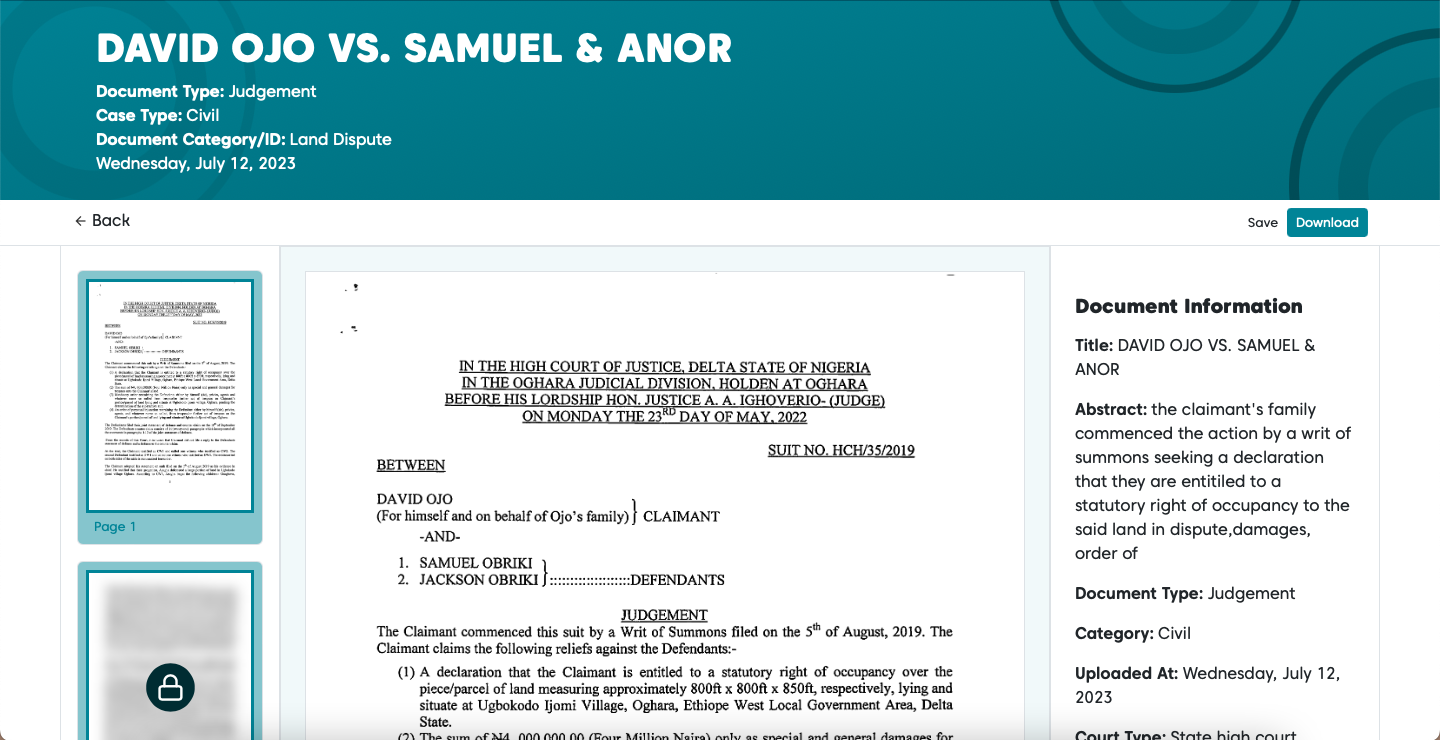 DAVID OJO VS. SAMUEL & ANOR
Document Type: Judgement
Case Type: Civil
Document Category/ID: Land Dispute
Wednesday, July 12, 2023
← Back
Save
Download
Page 1
IN THE HIGH COURT OF JUSTICE, DELTA STATE OF NIGERIA
IN THE OGHARA JUDICIAL DIVISION, HOLDEN AT OGHARA
BEFORE HIS LORDSHIP HON. JUSTICE A. A. IGHOVERIO- (JUDGE)
ON MONDAY THE 23RD DAY OF MAY, 2022
SUIT NO. HCH/35/2019
BETWEEN
DAVID OJO
(For himself and on behalf of Ojo's family) } CLAIMANT
-AND-
1. SAMUEL OBRIKI
2. JACKSON OBRIKI }::::::::::::::::::::DEFENDANTS
JUDGEMENT
The Claimant commenced this suit by a Writ of Summons filed on the 5th of August, 2019. The
Claimant claims the following reliefs against the Defendants:-
(1) A declaration that the Claimant is entitled to a statutory right of occupancy over the
piece/parcel of land measuring approximately 800ft x 800ft x 850ft, respectively, lying and
situate at Ugbokodo Ijomi Village, Oghara, Ethiope West Local Government Area, Delta
State.
(2) The sum of ₦4, 000,000.00 (Four Million Naira) only as special and general damages for
Document Information
Title: DAVID OJO VS. SAMUEL &
ANOR
Abstract: the claimant's family
commenced the action by a writ of
summons seeking a declaration
that they are entitiled to a
statutory right of occupancy to the
said land in dispute,damages,
order of
Document Type: Judgement
Category: Civil
Uploaded At: Wednesday, July 12,
2023
Court Type: State high court